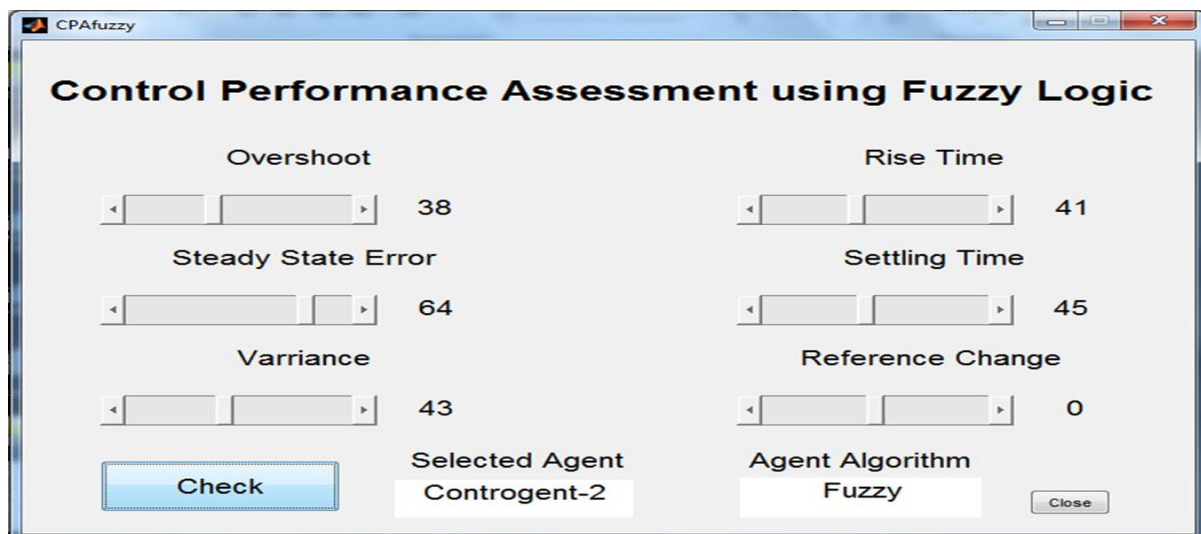 CPAfuzzy
Control Performance Assessment using Fuzzy Logic
Overshoot
Rise Time
38
41
Steady State Error
Settling Time
64
45
Varriance
Reference Change
43
0
Selected Agent
Agent Algorithm
Check
Controgent-2
Fuzzy
Close